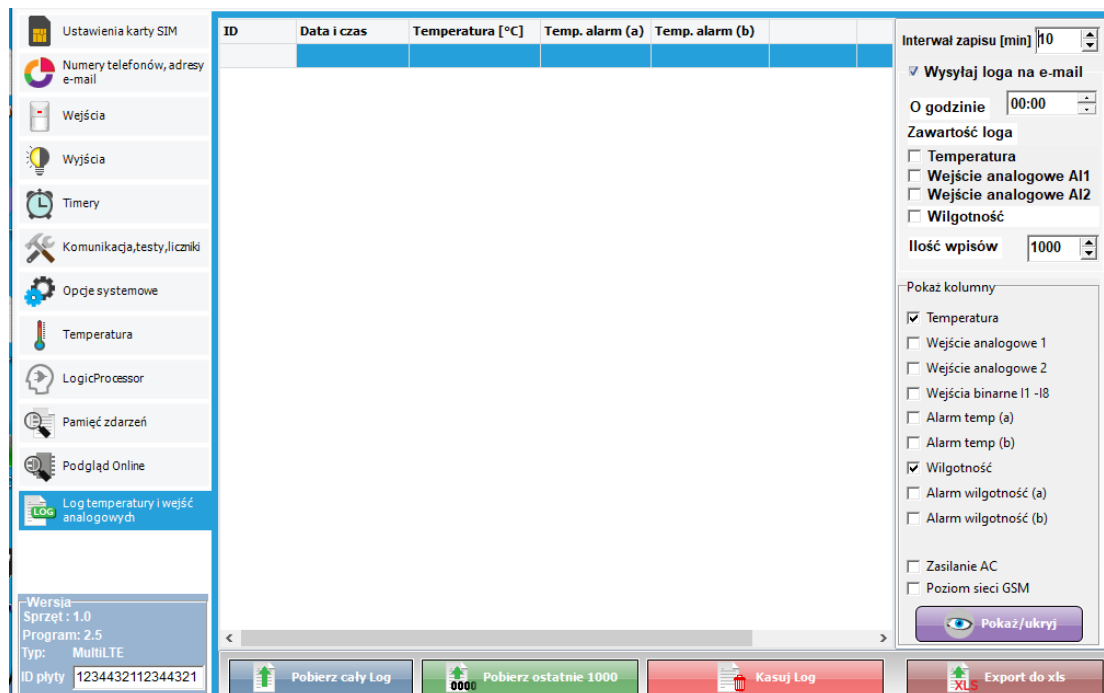 Ustawienia karty SIM
Numery telefonów, adresy
e-mail
Wejścia
Wyjścia
Timery
Komunikacja,testy,liczniki
Opcje systemowe
Temperatura
LogicProcessor
Pamięć zdarzeń
Podgląd Online
LOG
Log temperatury i wejść
analogowych
Wersja
Sprzęt : 1.0
Program: 2.5
Typ: MultiLTE
ID płyty 1234432112344321
ID Data i czas Temperatura [°C] Temp. alarm (a) Temp. alarm (b)
Interwał zapisu [min] 10
Wysyłaj loga na e-mail
O godzinie 00:00
Zawartość loga
Temperatura
Wejście analogowe AI1
Wejście analogowe AI2
Wilgotność
Ilość wpisów 1000
Pokaż kolumny
Temperatura
Wejście analogowe 1
Wejście analogowe 2
Wejścia binarne I1 -I8
Alarm temp (a)
Alarm temp (b)
Wilgotność
Alarm wilgotność (a)
Alarm wilgotność (b)
Zasilanie AC
Poziom sieci GSM
Pokaż/ukryj
Pobierz cały Log
0000 Pobierz ostatnie 1000
Kasuj Log
XLS Export do xls